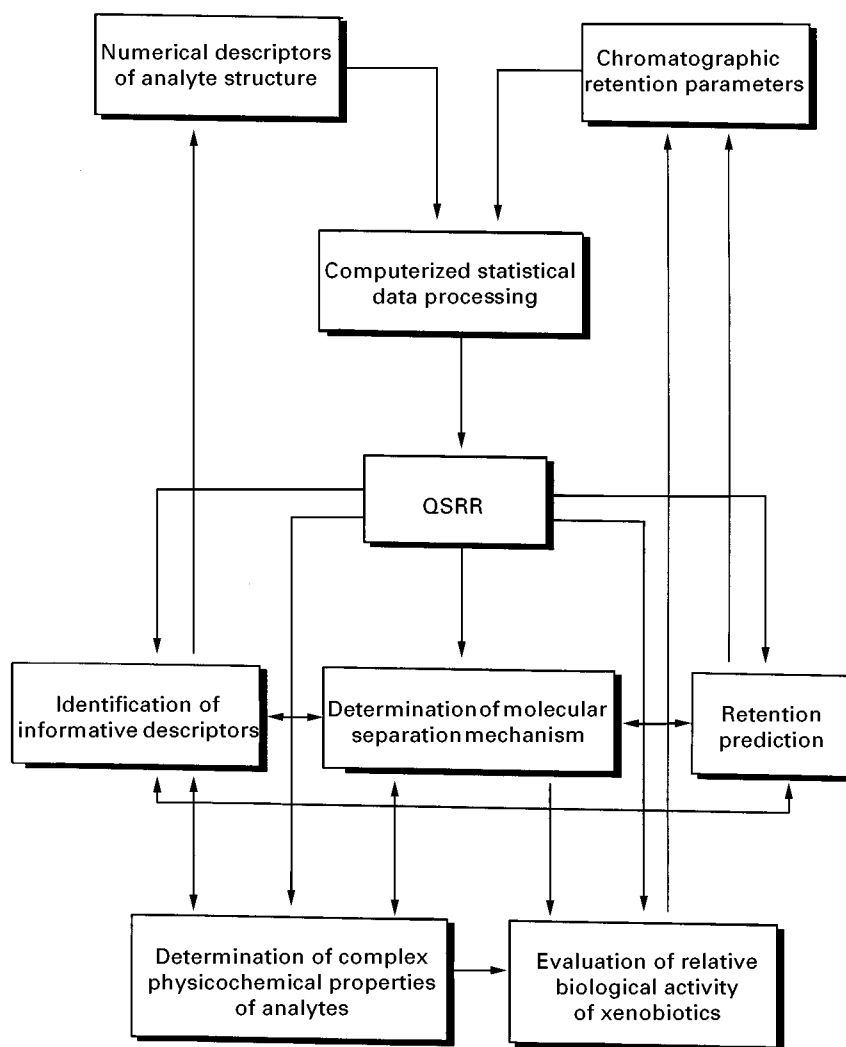 Numerical descriptors
of analyte structure
Chromatographic
retention parameters
Computerized statistical
data processing
QSRR
Identification of
informative descriptors
Determination of molecular
separation mechanism
Retention
prediction
Determination of complex
physicochemical properties
of analytes
Evaluation of relative
biological activity
of xenobiotics